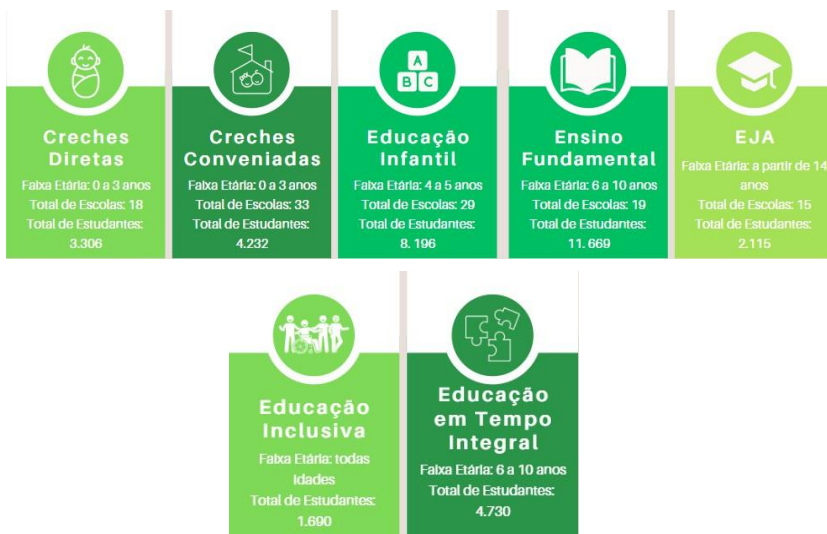 A
B C
Creches
Diretas
Faixa Etária: 0 a 3 anos
Total de Escolas: 18
Total de Estudantes:
3.306
Creches
Conveniadas
Faixa Etária: 0 a 3 anos
Total de Escolas: 33
Total de Estudantes:
4.232
Educação
Infantil
Faixa Etária: 4 a 5 anos
Total de Escolas: 29
Total de Estudantes:
8. 196
Ensino
Fundamental
Faixa Etária: 6 a 10 anos
Total de Escolas: 19
Total de Estudantes:
11. 669
EJA
Faixa Etária: a partir de 14
anos
Total de Escolas: 15
Total de Estudantes:
2.115
Educação
Inclusiva
Faixa Etária: todas
Idades
Total de Estudantes:
1.690
Educação
em Tempo
Integral
Faixa Etária: 6 a 10 anos
Total de Estudantes:
4.730